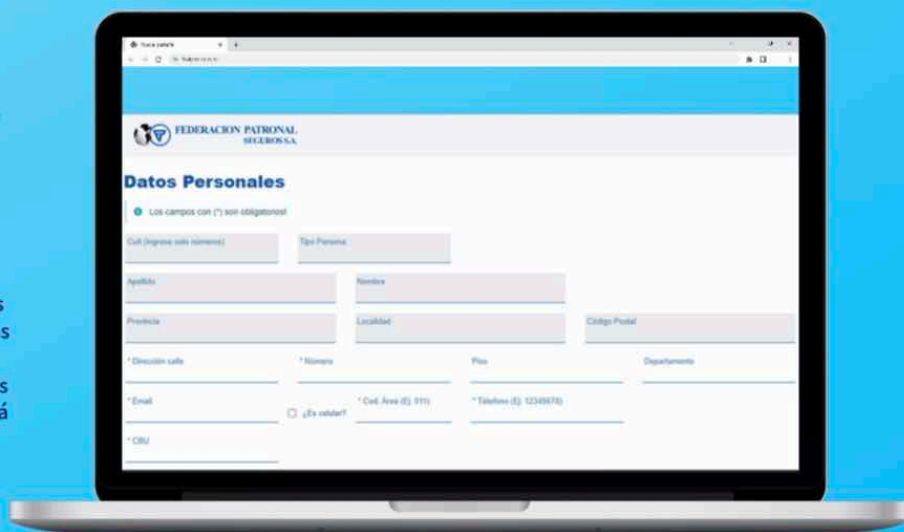 FEDERACION PATRONAL
SEGUROS S.A.
Datos Personales
Los campos con (*) son obligatorios!
Cuit (Ingrese solo números) Tipo Persona
Apellido Nombre
Provincia Localidad Código Postal
* Dirección calle * Número Piso Departamento
* Email ¿Es celular? * Cod. Área (Ej: 011) * Télefono (Ej: 12345678)
* CBU